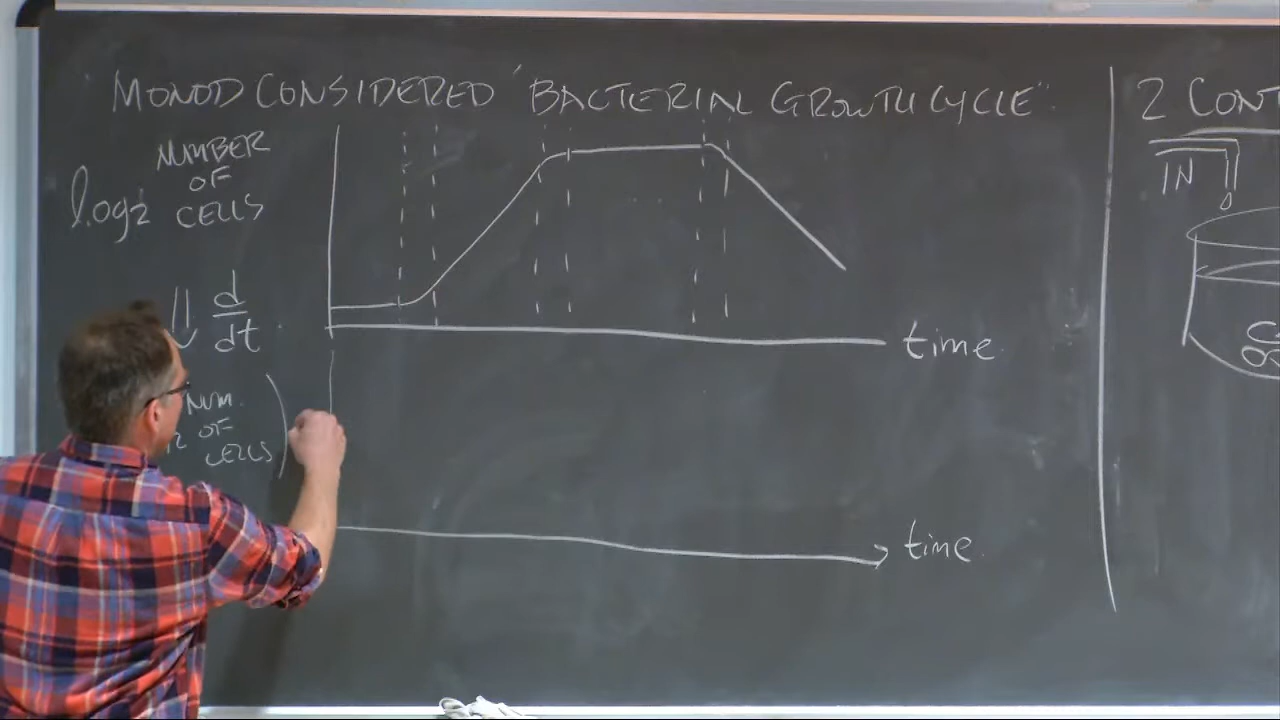 MONOD CONSIDERED "BACTERIAL GROWTH CYCLE"
NUMBER
OF
log2 CELLS
d
dt
time
NUM.
OF
CELLS
time
2 CONT
IN